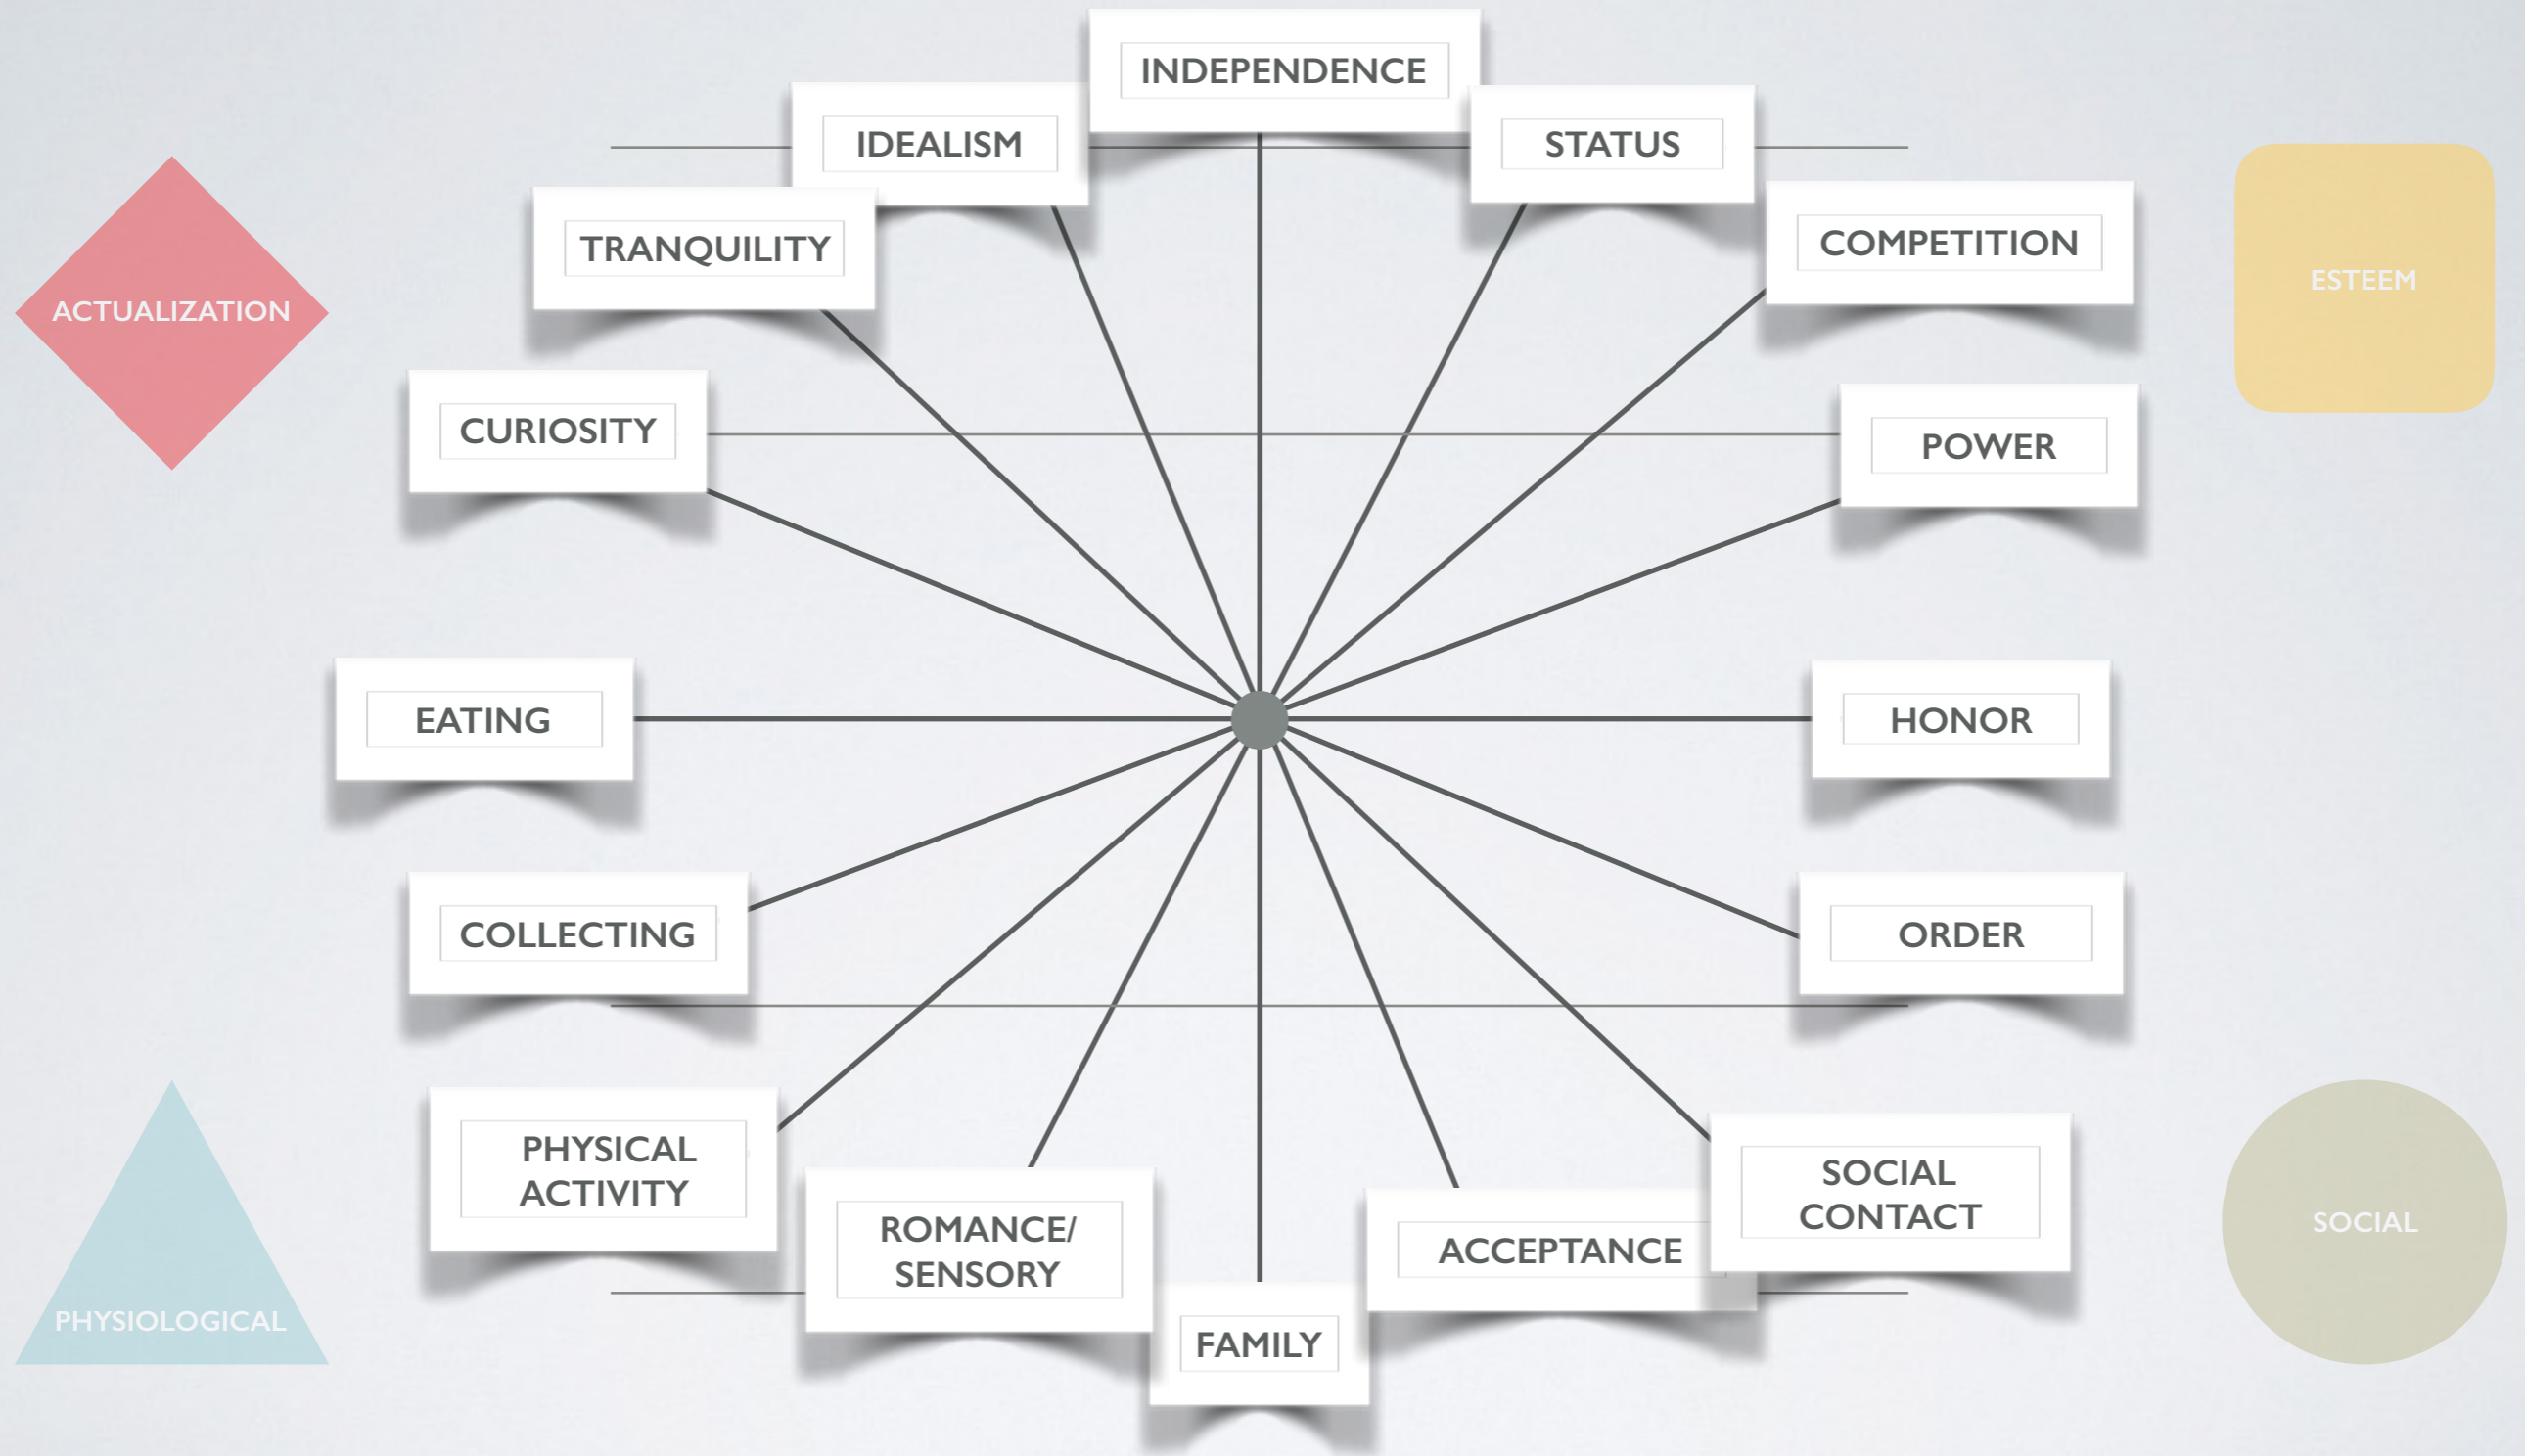 INDEPENDENCE
IDEALISM
STATUS
TRANQUILITY
COMPETITION
ACTUALIZATION
ESTEEM
CURIOSITY
POWER
EATING
HONOR
COLLECTING
ORDER
PHYSICAL
ACTIVITY
SOCIAL
CONTACT
ROMANCE/
SENSORY
ACCEPTANCE
FAMILY
PHYSIOLOGICAL
SOCIAL